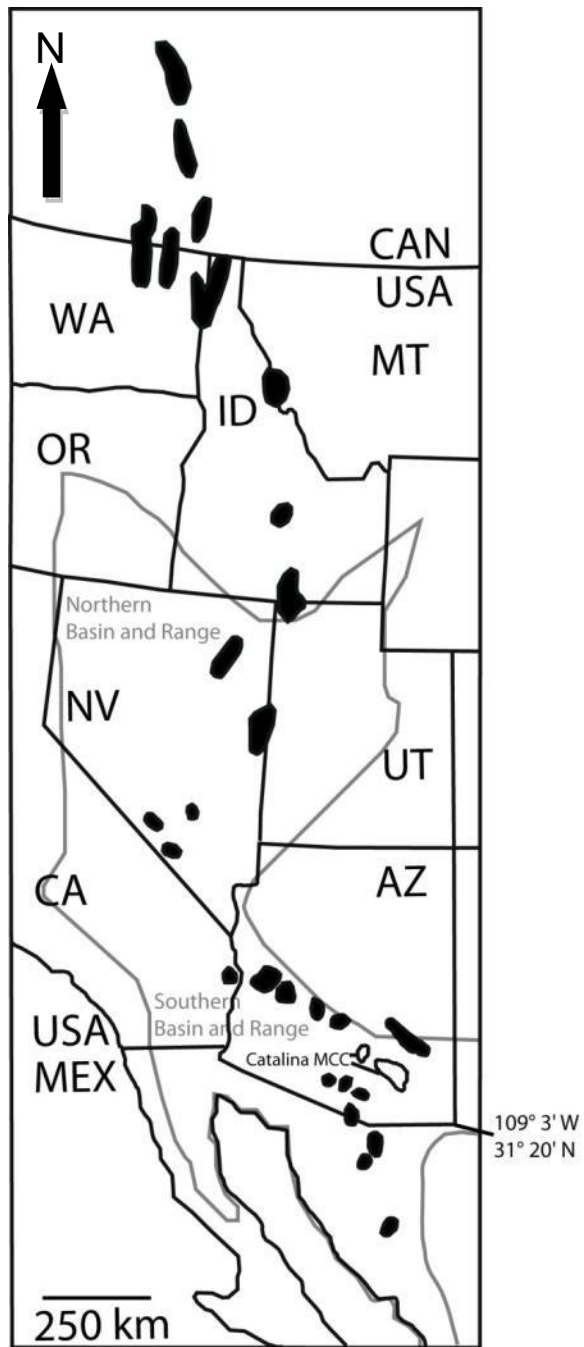 N
CAN
USA
WA
MT
ID
OR
Northern
Basin and Range
NV
UT
CA
AZ
Southern
Basin and Range
USA
MEX
Catalina MCC
109° 3' W
31° 20' N
250 km